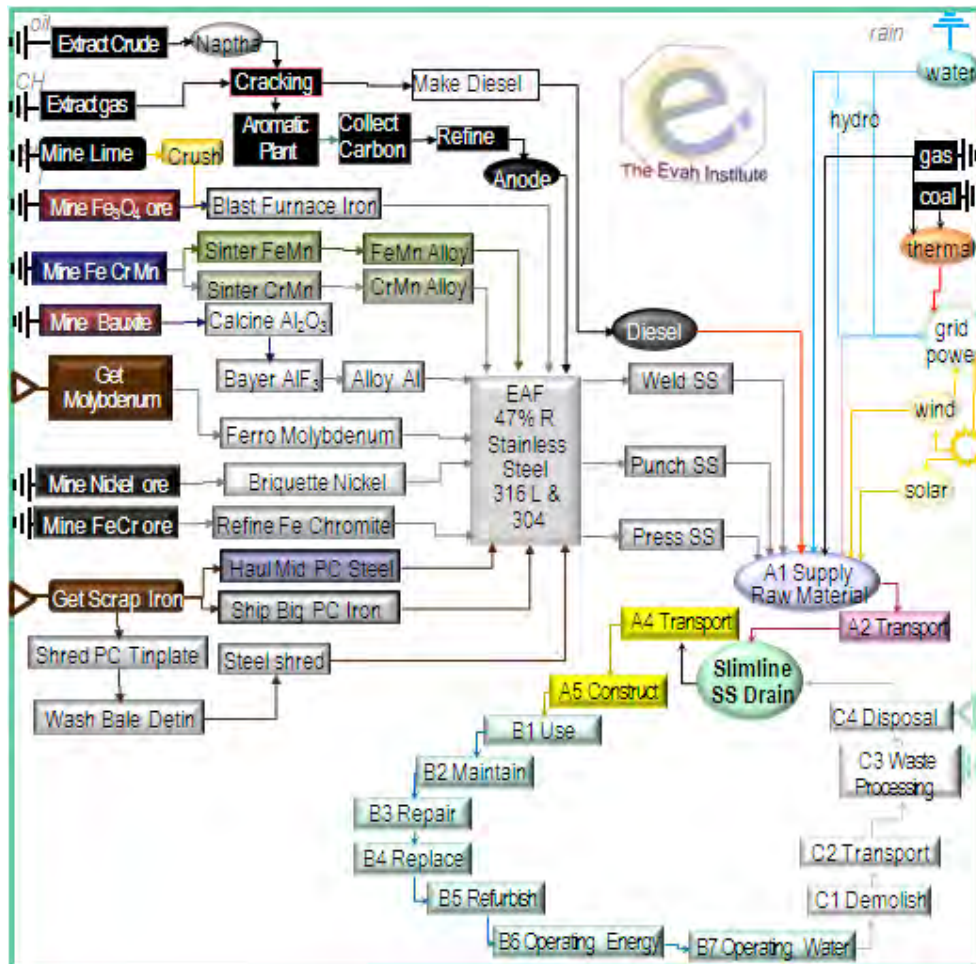 oil
Extract Crude
Naptha
rain
water
CH
Cracking
Make Diesel
Extract gas
hydro
Aromatic
Plant
Collect
Carbon
Refine
Mine Lime
Crush
Anode
The Evah Institute
gas
coal
Mine Fe₃O₄ ore
Blast Furnace Iron
thermal
Mine Fe CrMn
Sinter FeMn
FeMn Alloy
Sinter CrMn
CrMn Alloy
Mine Bauxite
Calcine Al₂O₃
Diesel
grid
power
Get
Molybdenum
Bayer AlF₃
Alloy Al
EAF
47% R
Stainless
Steel
316 L &
304
Weld SS
wind
Ferro Molybdenum
Punch SS
Mine Nickel ore
Briquette Nickel
solar
Mine FeCr ore
Refine Fe Chromite
Press SS
Haul Mid PC Steel
A1 Supply
Raw Material
Get Scrap Iron
Ship Big PC Iron
A4 Transport
A2 Transport
Shred PC Tinplate
Steel shred
Slimline
SS Drain
A5 Construct
Wash Bale Detin
B1 Use
C4 Disposal
B2 Maintain
C3 Waste
Processing
B3 Repair
B4 Replace
C2 Transport
B5 Refurbish
C1 Demolish
B6 Operating Energy
B7 Operating Water